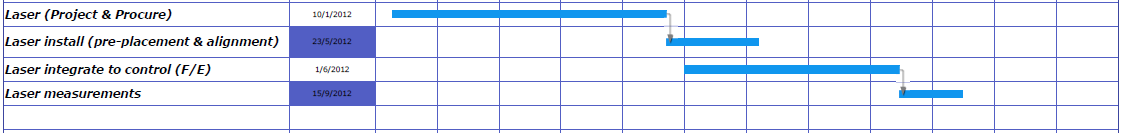 Laser (Project & Procure) 10/1/2012
Laser install (pre-placement & alignment) 23/5/2012
Laser integrate to control (F/E) 1/6/2012
Laser measurements 15/9/2012